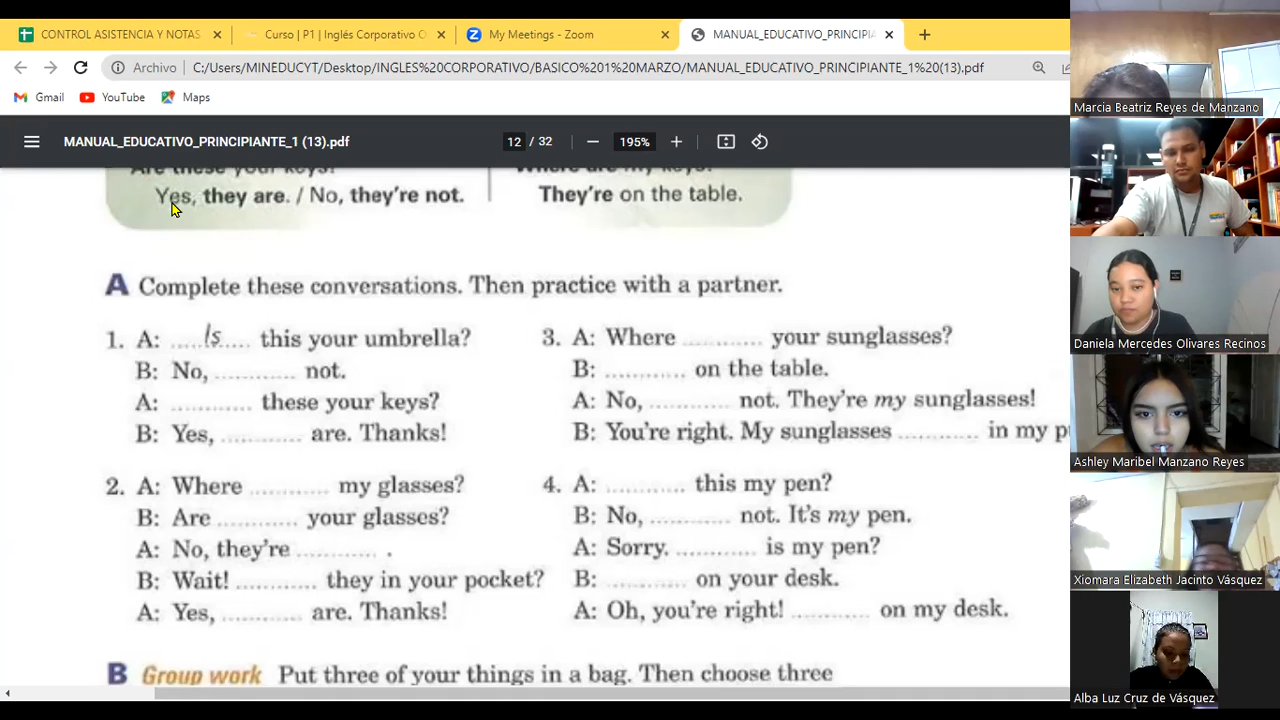 CONTROL ASISTENCIA Y NOTAS
Curso | P1 | Inglés Corporativo
My Meetings - Zoom
MANUAL_EDUCATIVO_PRINCIPIA
Archivo
C:/Users/MINEDUCYT/Desktop/INGLES%20CORPORATIVO/BASICO%201%20MARZO/MANUAL_EDUCATIVO_PRINCIPIANTE_1%20(13).pdf
Gmail
YouTube
Maps
MANUAL_EDUCATIVO_PRINCIPIANTE_1 (13).pdf
12 / 32
195%
Are these your keys?
Yes, they are. / No, they're not.
Where are my keys?
They're on the table.
A Complete these conversations. Then practice with a partner.
1. A: .....Is..... this your umbrella?
B: No, ............ not.
A: ............ these your keys?
B: Yes, ............ are. Thanks!
2. A: Where ............ my glasses?
B: Are ............ your glasses?
A: No, they're ............ .
B: Wait! ............ they in your pocket?
A: Yes, ............ are. Thanks!
3. A: Where ............ your sunglasses?
B: ............ on the table.
A: No, ............ not. They're my sunglasses!
B: You're right. My sunglasses ............ in my
4. A: ............ this my pen?
B: No, ............ not. It's my pen.
A: Sorry. ............ is my pen?
B: ............ on your desk.
A: Oh, you're right! ............ on my desk.
B Group work Put three of your things in a bag. Then choose three
Marcia Beatriz Reyes de Manzano
Daniela Mercedes Olivares Recinos
Ashley Maribel Manzano Reyes
Xiomara Elizabeth Jacinto Vásquez
Alba Luz Cruz de Vásquez